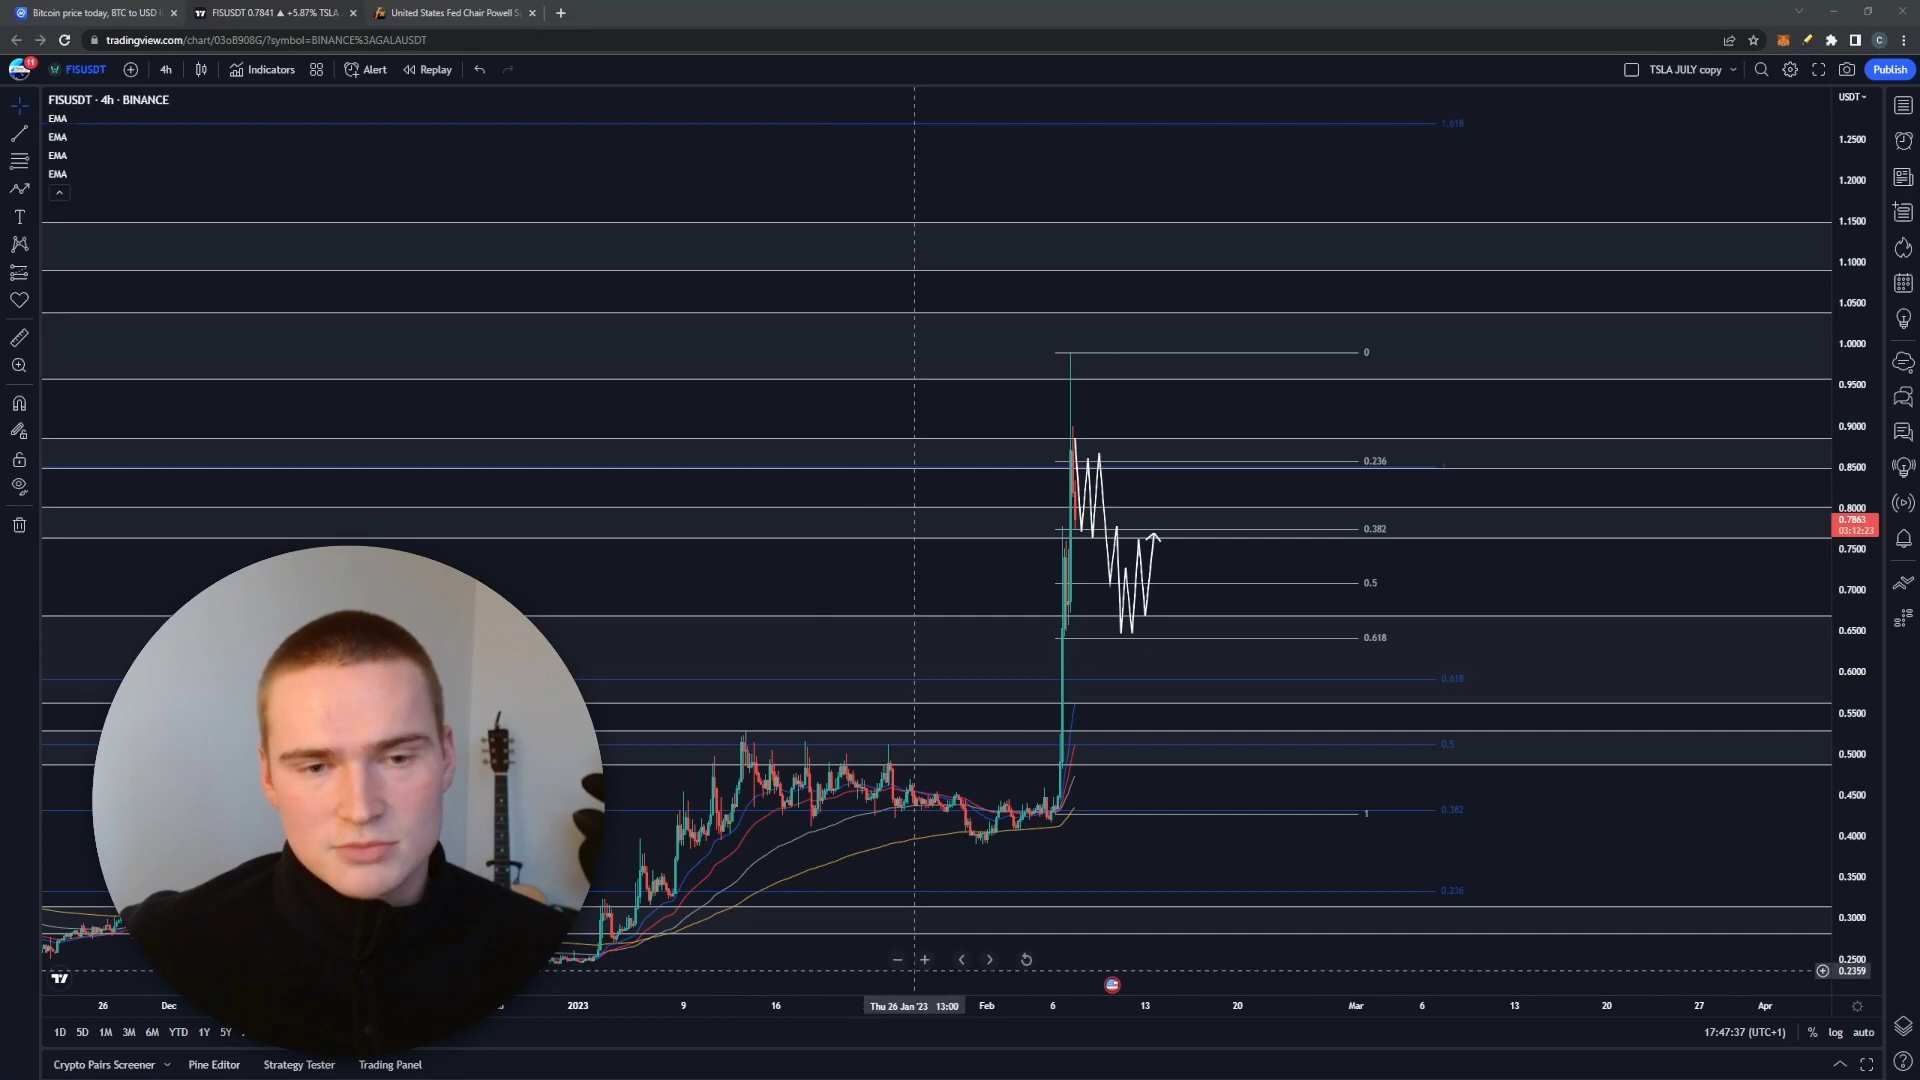 Bitcoin price today, BTC to USD li
FISUSDT 0.7841 ▲ +5.87% TSLA
United States Fed Chair Powell S
tradingview.com/chart/03oB908G/?symbol=BINANCE%3AGALAUSDT
C
11
FISUSDT
4h
Indicators
Alert
Replay
TSLA JULY copy
Publish
FISUSDT · 4h · BINANCE
USDT
EMA
EMA
EMA
EMA
1.618
1.2500
1.2000
1.1500
1.1000
1.0500
1.0000
0
0.9500
0.9000
0.236
0.8500
1
0.8000
0.7863
03:12:23
0.382
0.7500
0.5
0.7000
0.618
0.6500
0.618
0.6000
0.5500
0.5
0.5000
0.4500
0.382
1
0.4000
0.236
0.3500
0.3000
0.2500
0.2359
26
Dec
2023
9
16
Thu 26 Jan '23 13:00
Feb
6
13
20
Mar
6
13
20
27
Apr
1D 5D 1M 3M 6M YTD 1Y 5Y
17:47:37 (UTC+1)
% log auto
Crypto Pairs Screener
Pine Editor
Strategy Tester
Trading Panel